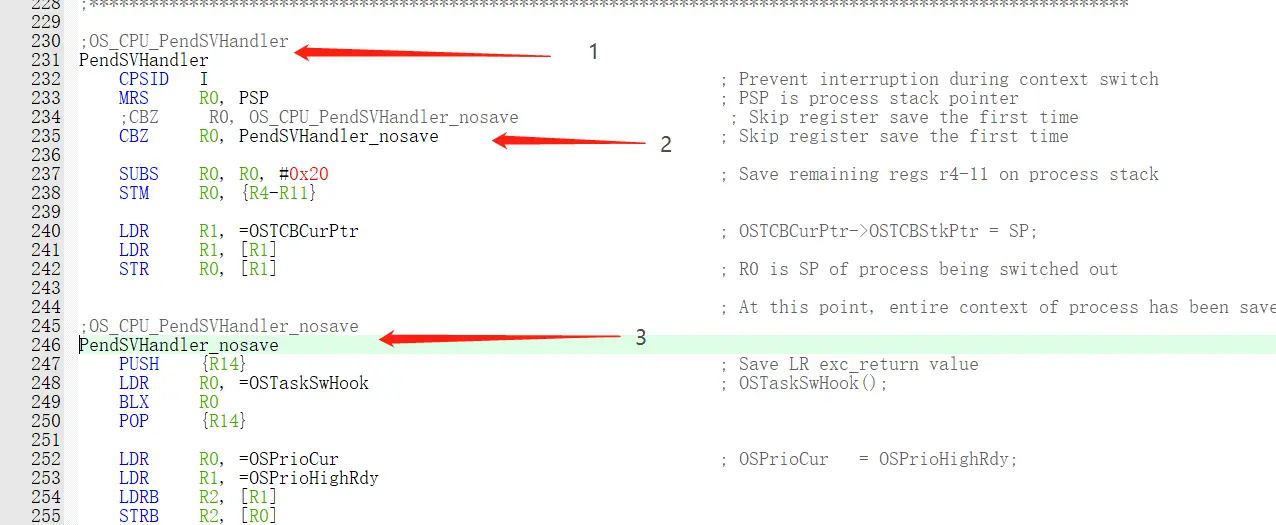 228 ;********************************************************************************************************
229
230 ;OS_CPU_PendSVHandler
231 PendSVHandler 1
232 CPSID I ; Prevent interruption during context switch
233 MRS R0, PSP ; PSP is process stack pointer
234 ;CBZ R0, OS_CPU_PendSVHandler_nosave ; Skip register save the first time
235 CBZ R0, PendSVHandler_nosave ; Skip register save the first time 2
236
237 SUBS R0, R0, #0x20 ; Save remaining regs r4-11 on process stack
238 STM R0, {R4-R11}
239
240 LDR R1, =OSTCBCurPtr ; OSTCBCurPtr->OSTCBStkPtr = SP;
241 LDR R1, [R1]
242 STR R0, [R1] ; R0 is SP of process being switched out
243
244 ; At this point, entire context of process has been save
245 ;OS_CPU_PendSVHandler_nosave
246 PendSVHandler_nosave 3
247 PUSH {R14} ; Save LR exc_return value
248 LDR R0, =OSTaskSwHook ; OSTaskSwHook();
249 BLX R0
250 POP {R14}
251
252 LDR R0, =OSPrioCur ; OSPrioCur = OSPrioHighRdy;
253 LDR R1, =OSPrioHighRdy
254 LDRB R2, [R1]
255 STRB R2, [R0]